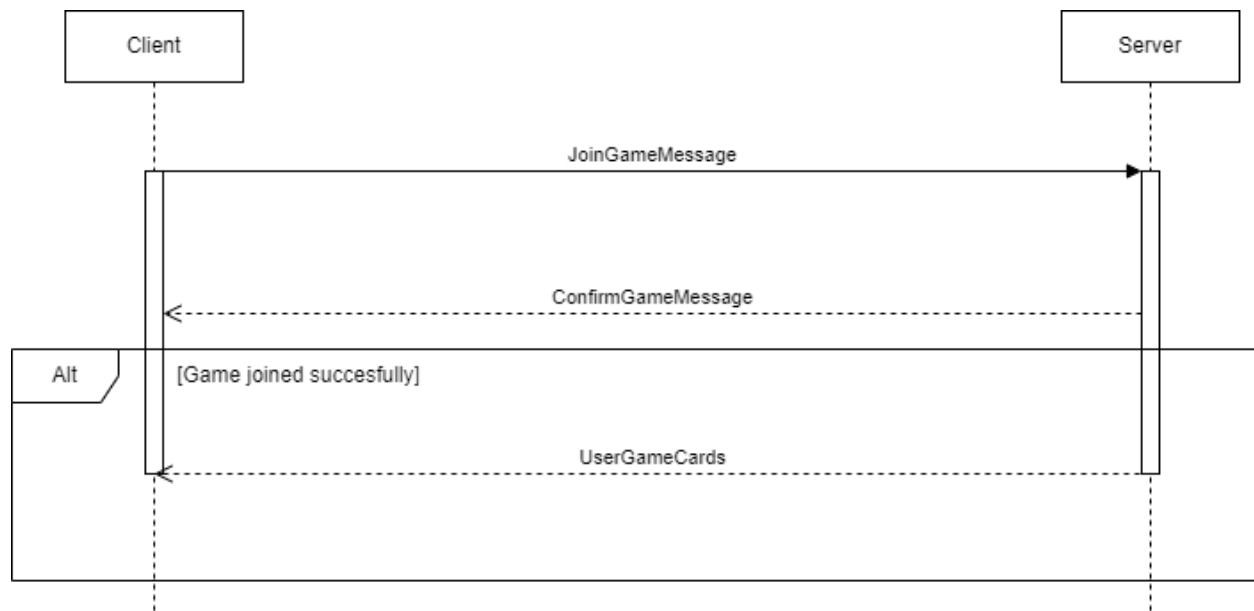 Client
Server
JoinGameMessage
ConfirmGameMessage
Alt
[Game joined succesfully]
UserGameCards